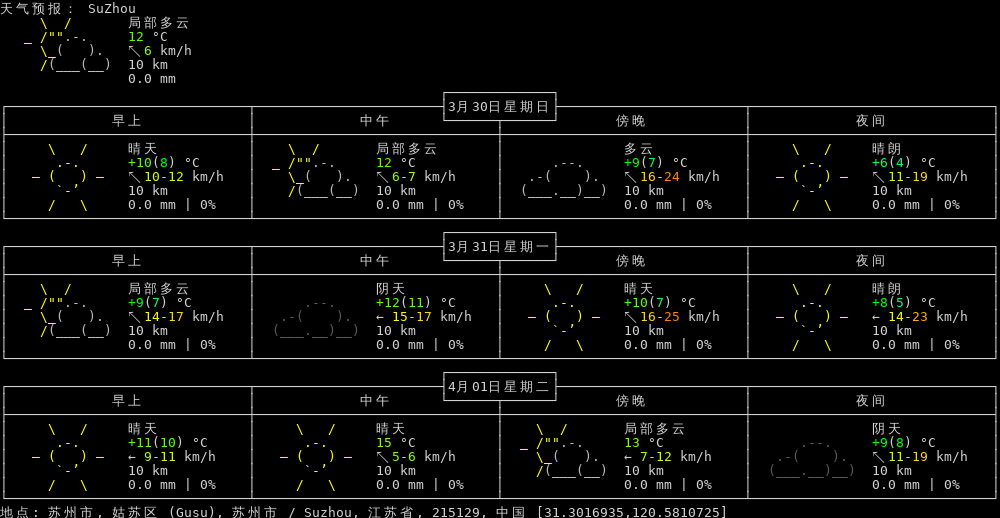 天气预报： SuZhou
局部多云
12 °C
↖6 km/h
10 km
0.0 mm
3月30日星期日
早上 中午 傍晚 夜间
晴天 局部多云 多云 晴朗
+10(8) °C 12 °C +9(7) °C +6(4) °C
↖10-12 km/h ↖6-7 km/h ↖16-24 km/h ↖11-19 km/h
10 km 10 km 10 km 10 km
0.0 mm | 0% 0.0 mm | 0% 0.0 mm | 0% 0.0 mm | 0%
3月31日星期一
早上 中午 傍晚 夜间
局部多云 阴天 晴天 晴朗
+9(7) °C +12(11) °C +10(7) °C +8(5) °C
↖14-17 km/h ← 15-17 km/h ↖16-25 km/h ← 14-23 km/h
10 km 10 km 10 km 10 km
0.0 mm | 0% 0.0 mm | 0% 0.0 mm | 0% 0.0 mm | 0%
4月01日星期二
早上 中午 傍晚 夜间
晴天 晴天 局部多云 阴天
+11(10) °C 15 °C 13 °C +9(8) °C
← 9-11 km/h ↖5-6 km/h ← 7-12 km/h ↖11-19 km/h
10 km 10 km 10 km 10 km
0.0 mm | 0% 0.0 mm | 0% 0.0 mm | 0% 0.0 mm | 0%
地点: 苏州市, 姑苏区 (Gusu), 苏州市 / Suzhou, 江苏省, 215129, 中国 [31.3016935,120.5810725]